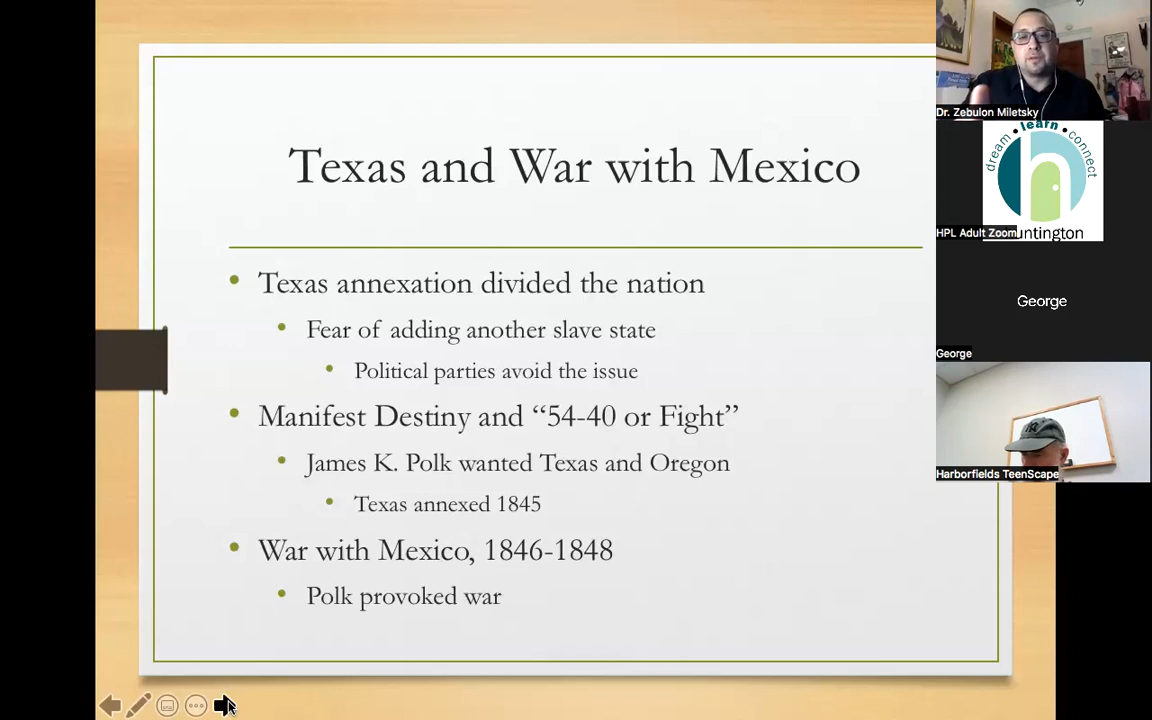 Texas and War with Mexico
Texas annexation divided the nation
Fear of adding another slave state
Political parties avoid the issue
Manifest Destiny and “54-40 or Fight”
James K. Polk wanted Texas and Oregon
Texas annexed 1845
War with Mexico, 1846-1848
Polk provoked war
Dr. Zebulon Miletsky
dream • learn • connect
HPL Adult Zoom
untington
George
George
Harborfields TeenScape